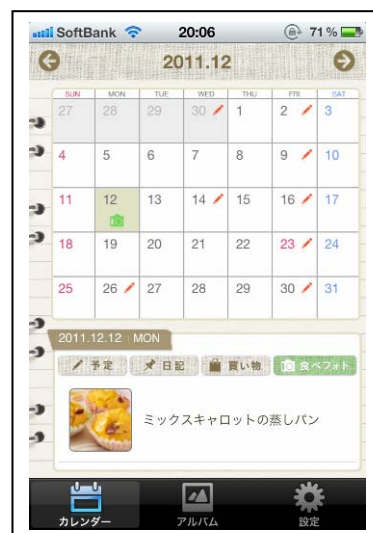 SoftBank 20:06 71 %
2011.12
SUN MON TUE WED THU FRI SAT
27 28 29 30 1 2 3
4 5 6 7 8 9 10
11 12 13 14 15 16 17
18 19 20 21 22 23 24
25 26 27 28 29 30 31
2011.12.12 MON
予定 日記 買い物 食べフォト
ミックスキャロットの蒸しパン
カレンダー アルバム 設定